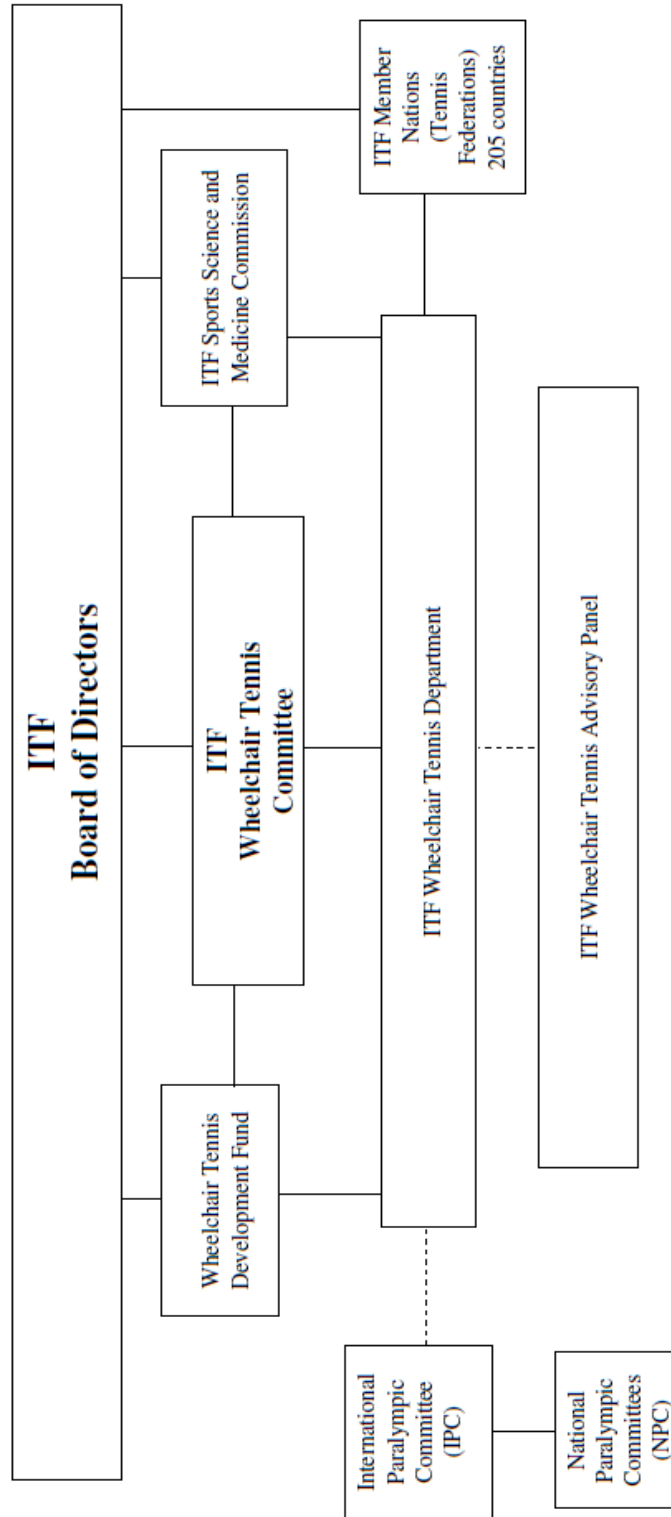 ITF
Board of Directors
Wheelchair Tennis
Development Fund
ITF
Wheelchair Tennis
Committee
ITF Sports Science and
Medicine Commission
International
Paralympic
Committee
(IPC)
ITF Wheelchair Tennis Department
ITF Member
Nations
(Tennis
Federations)
205 countries
National
Paralympic
Committees
(NPC)
ITF Wheelchair Tennis Advisory Panel